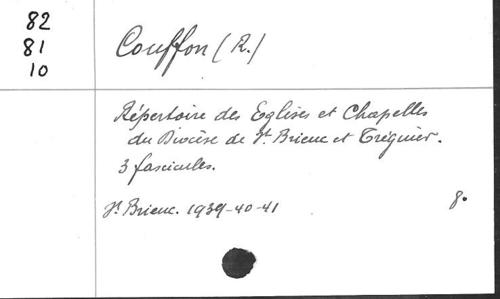 82
81
10
Couffon (R.)
Répertoire des Eglises et Chapelles
du Diocèse de St. Brieuc et Tréguier.
3 fascicules.
St. Brieuc. 1939-40-41
8.